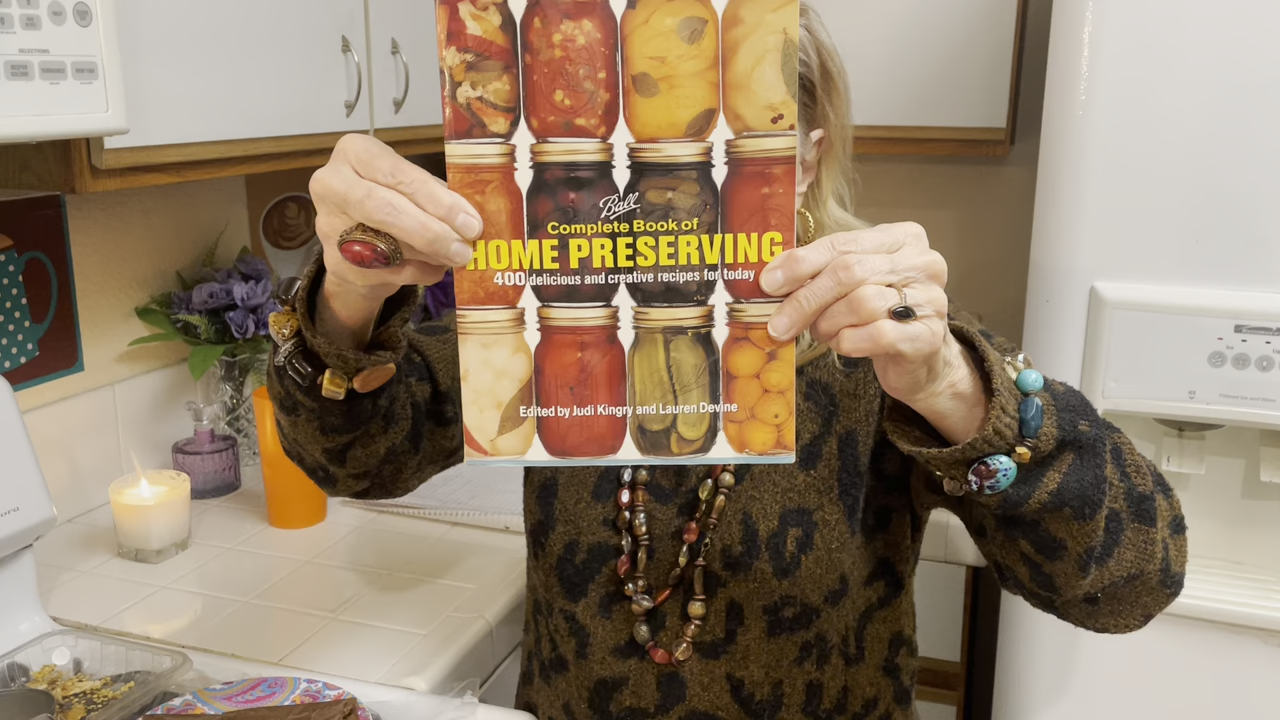 SELECTIONS
Ball
Complete Book of
HOME PRESERVING
400 delicious and creative recipes for today
Edited by Judi Kingry and Lauren Devine